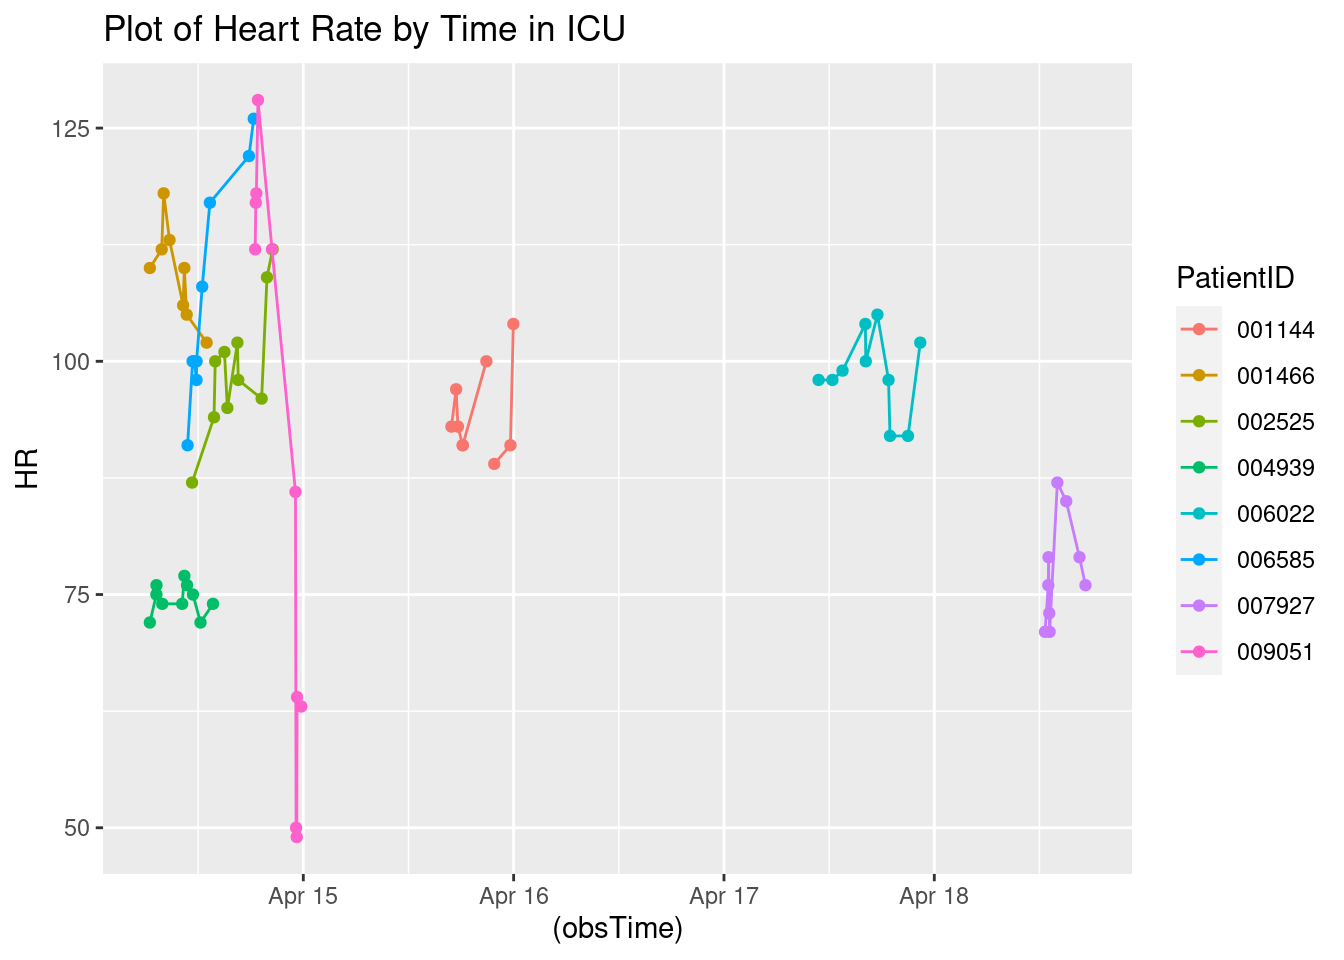 Plot of Heart Rate by Time in ICU
125
100
75
50
HR
Apr 15 Apr 16 Apr 17 Apr 18
(obsTime)
PatientID
001144
001466
002525
004939
006022
006585
007927
009051